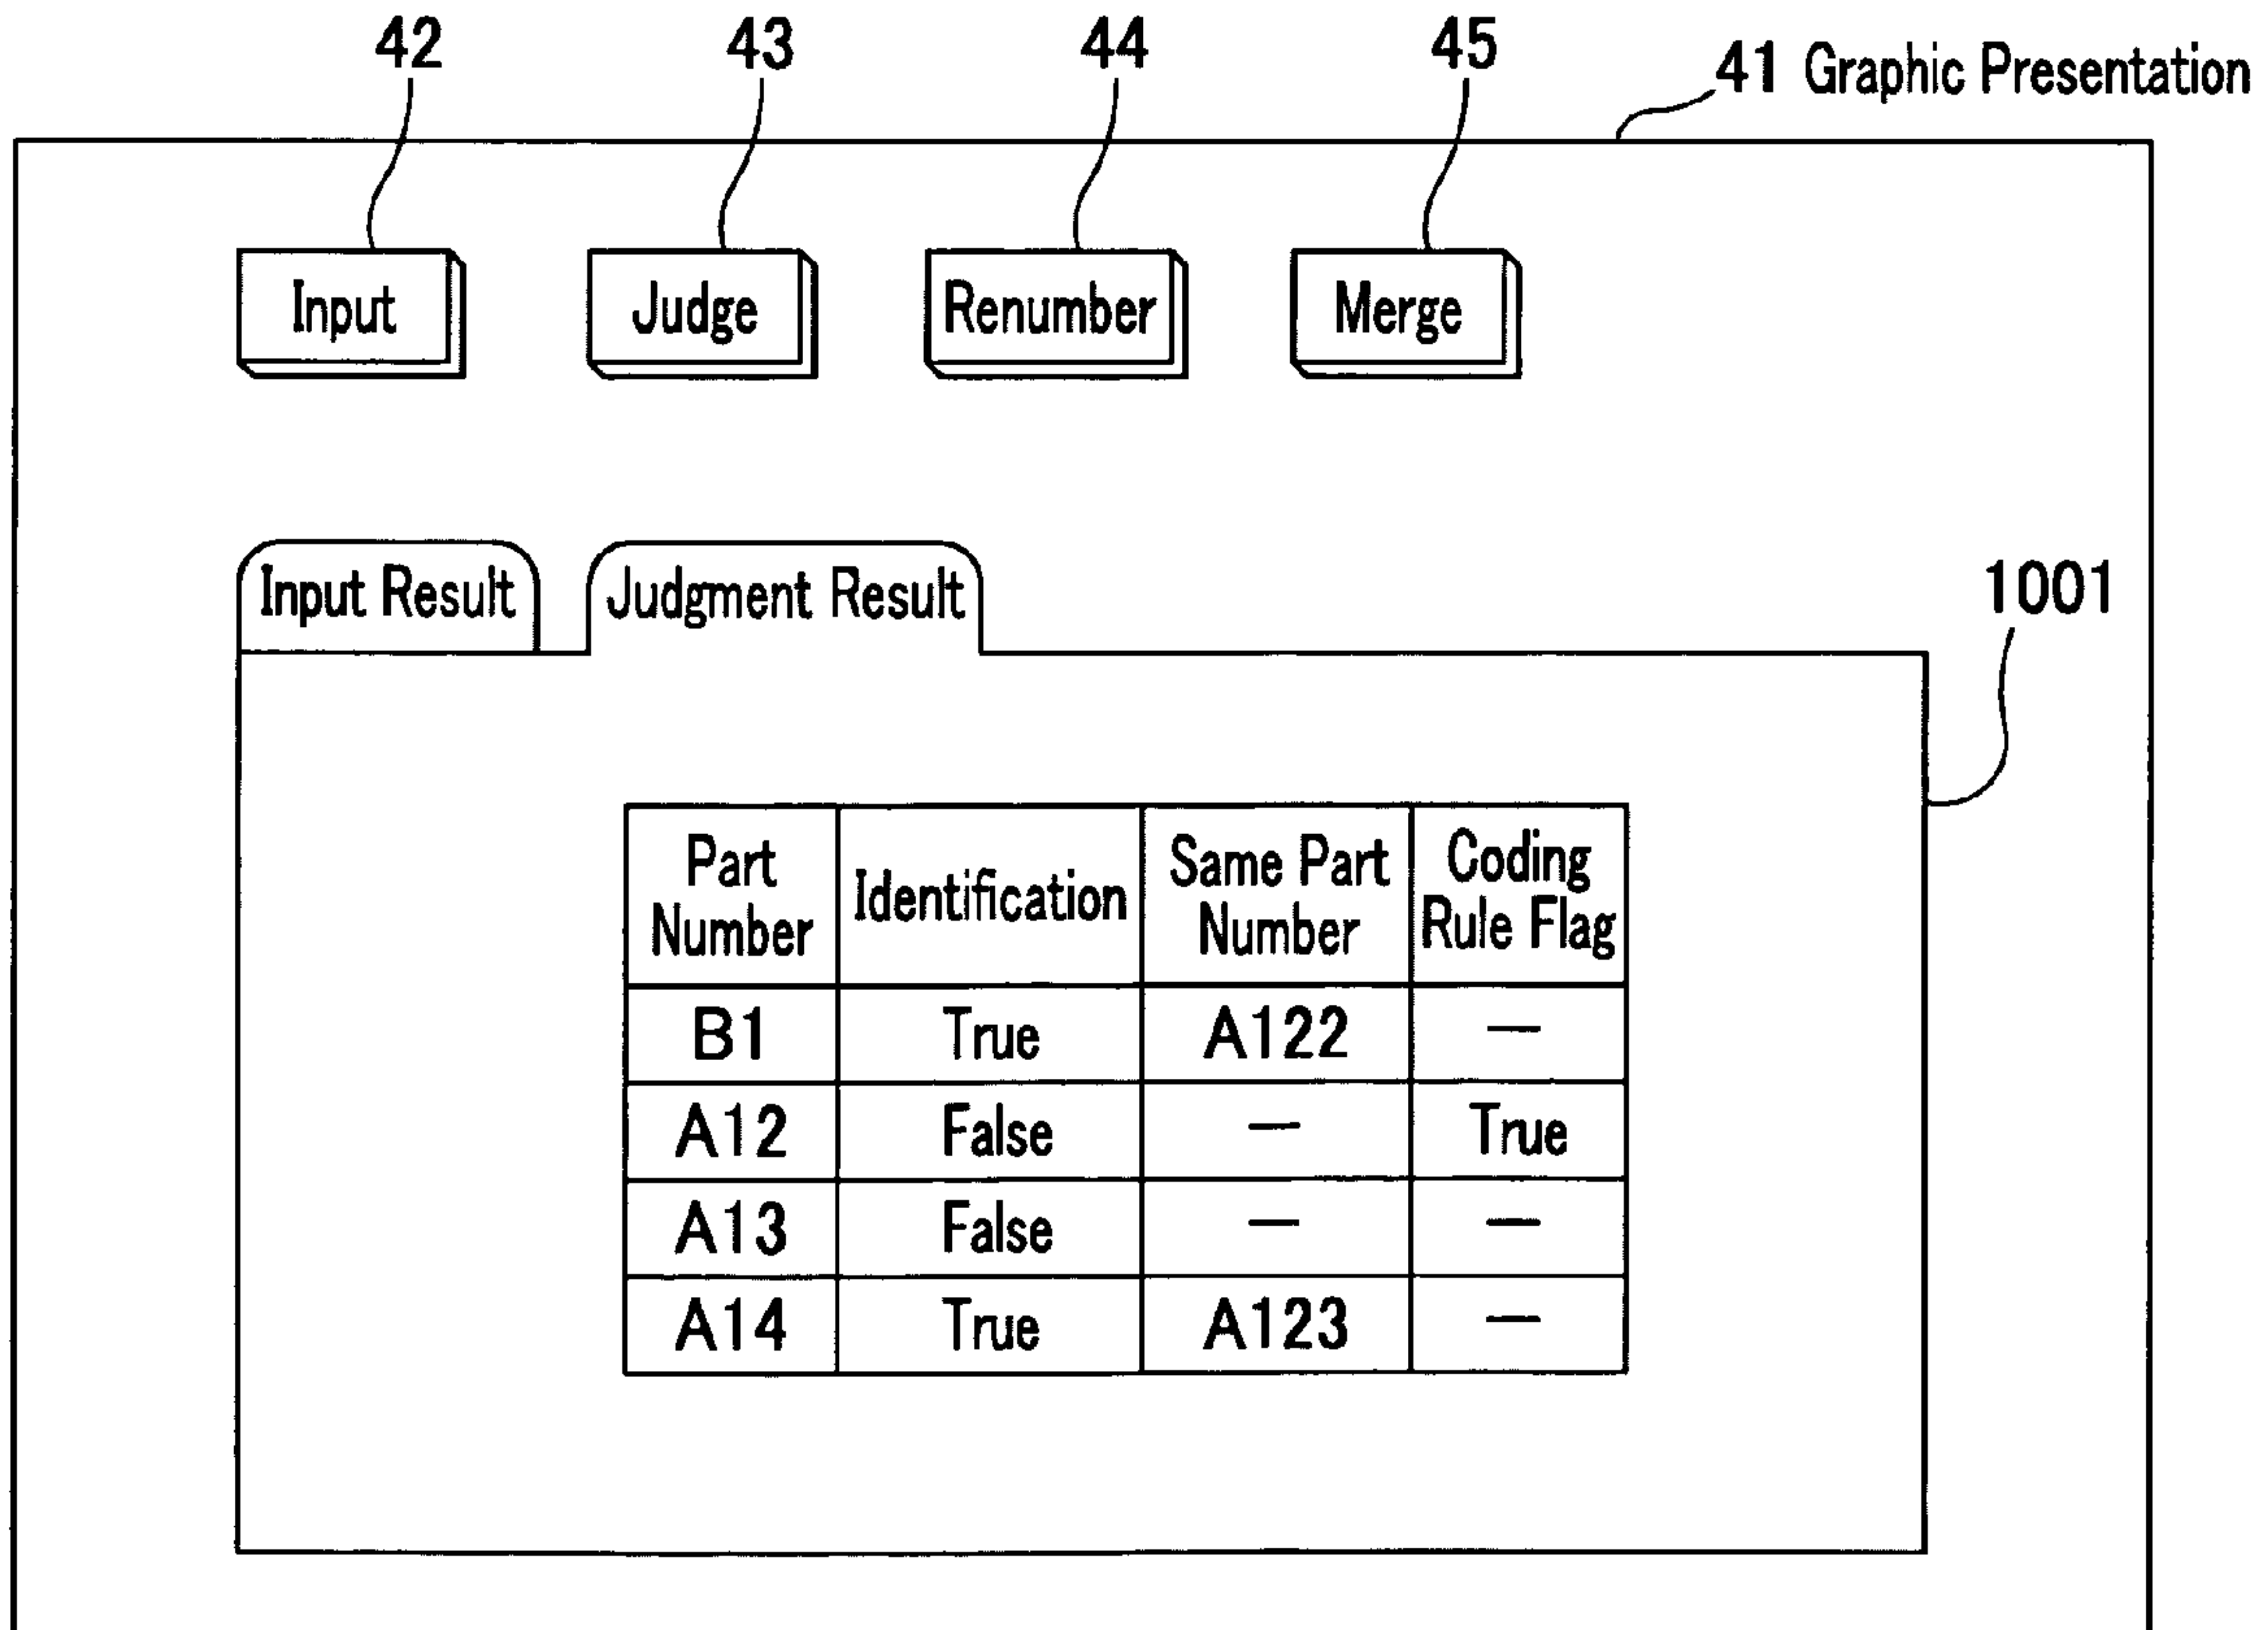 42 43 44 45
41 Graphic Presentation
Input Judge Renumber Merge
Input Result Judgment Result
1001
Part Number Identification Same Part Number Coding Rule Flag
B1 True A122 —
A12 False — True
A13 False — —
A14 True A123 —